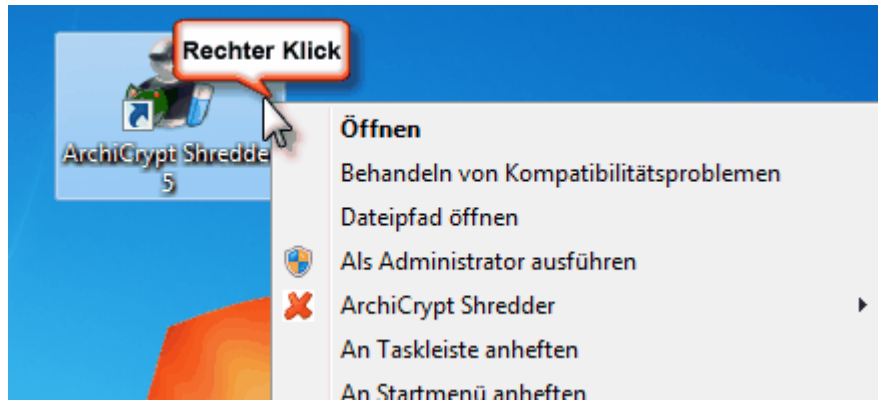 Rechter Klick
ArchiCrypt Shredder
5
Öffnen
Behandeln von Kompatibilitätsproblemen
Dateipfad öffnen
Als Administrator ausführen
ArchiCrypt Shredder
An Taskleiste anheften
An Startmenü anheften